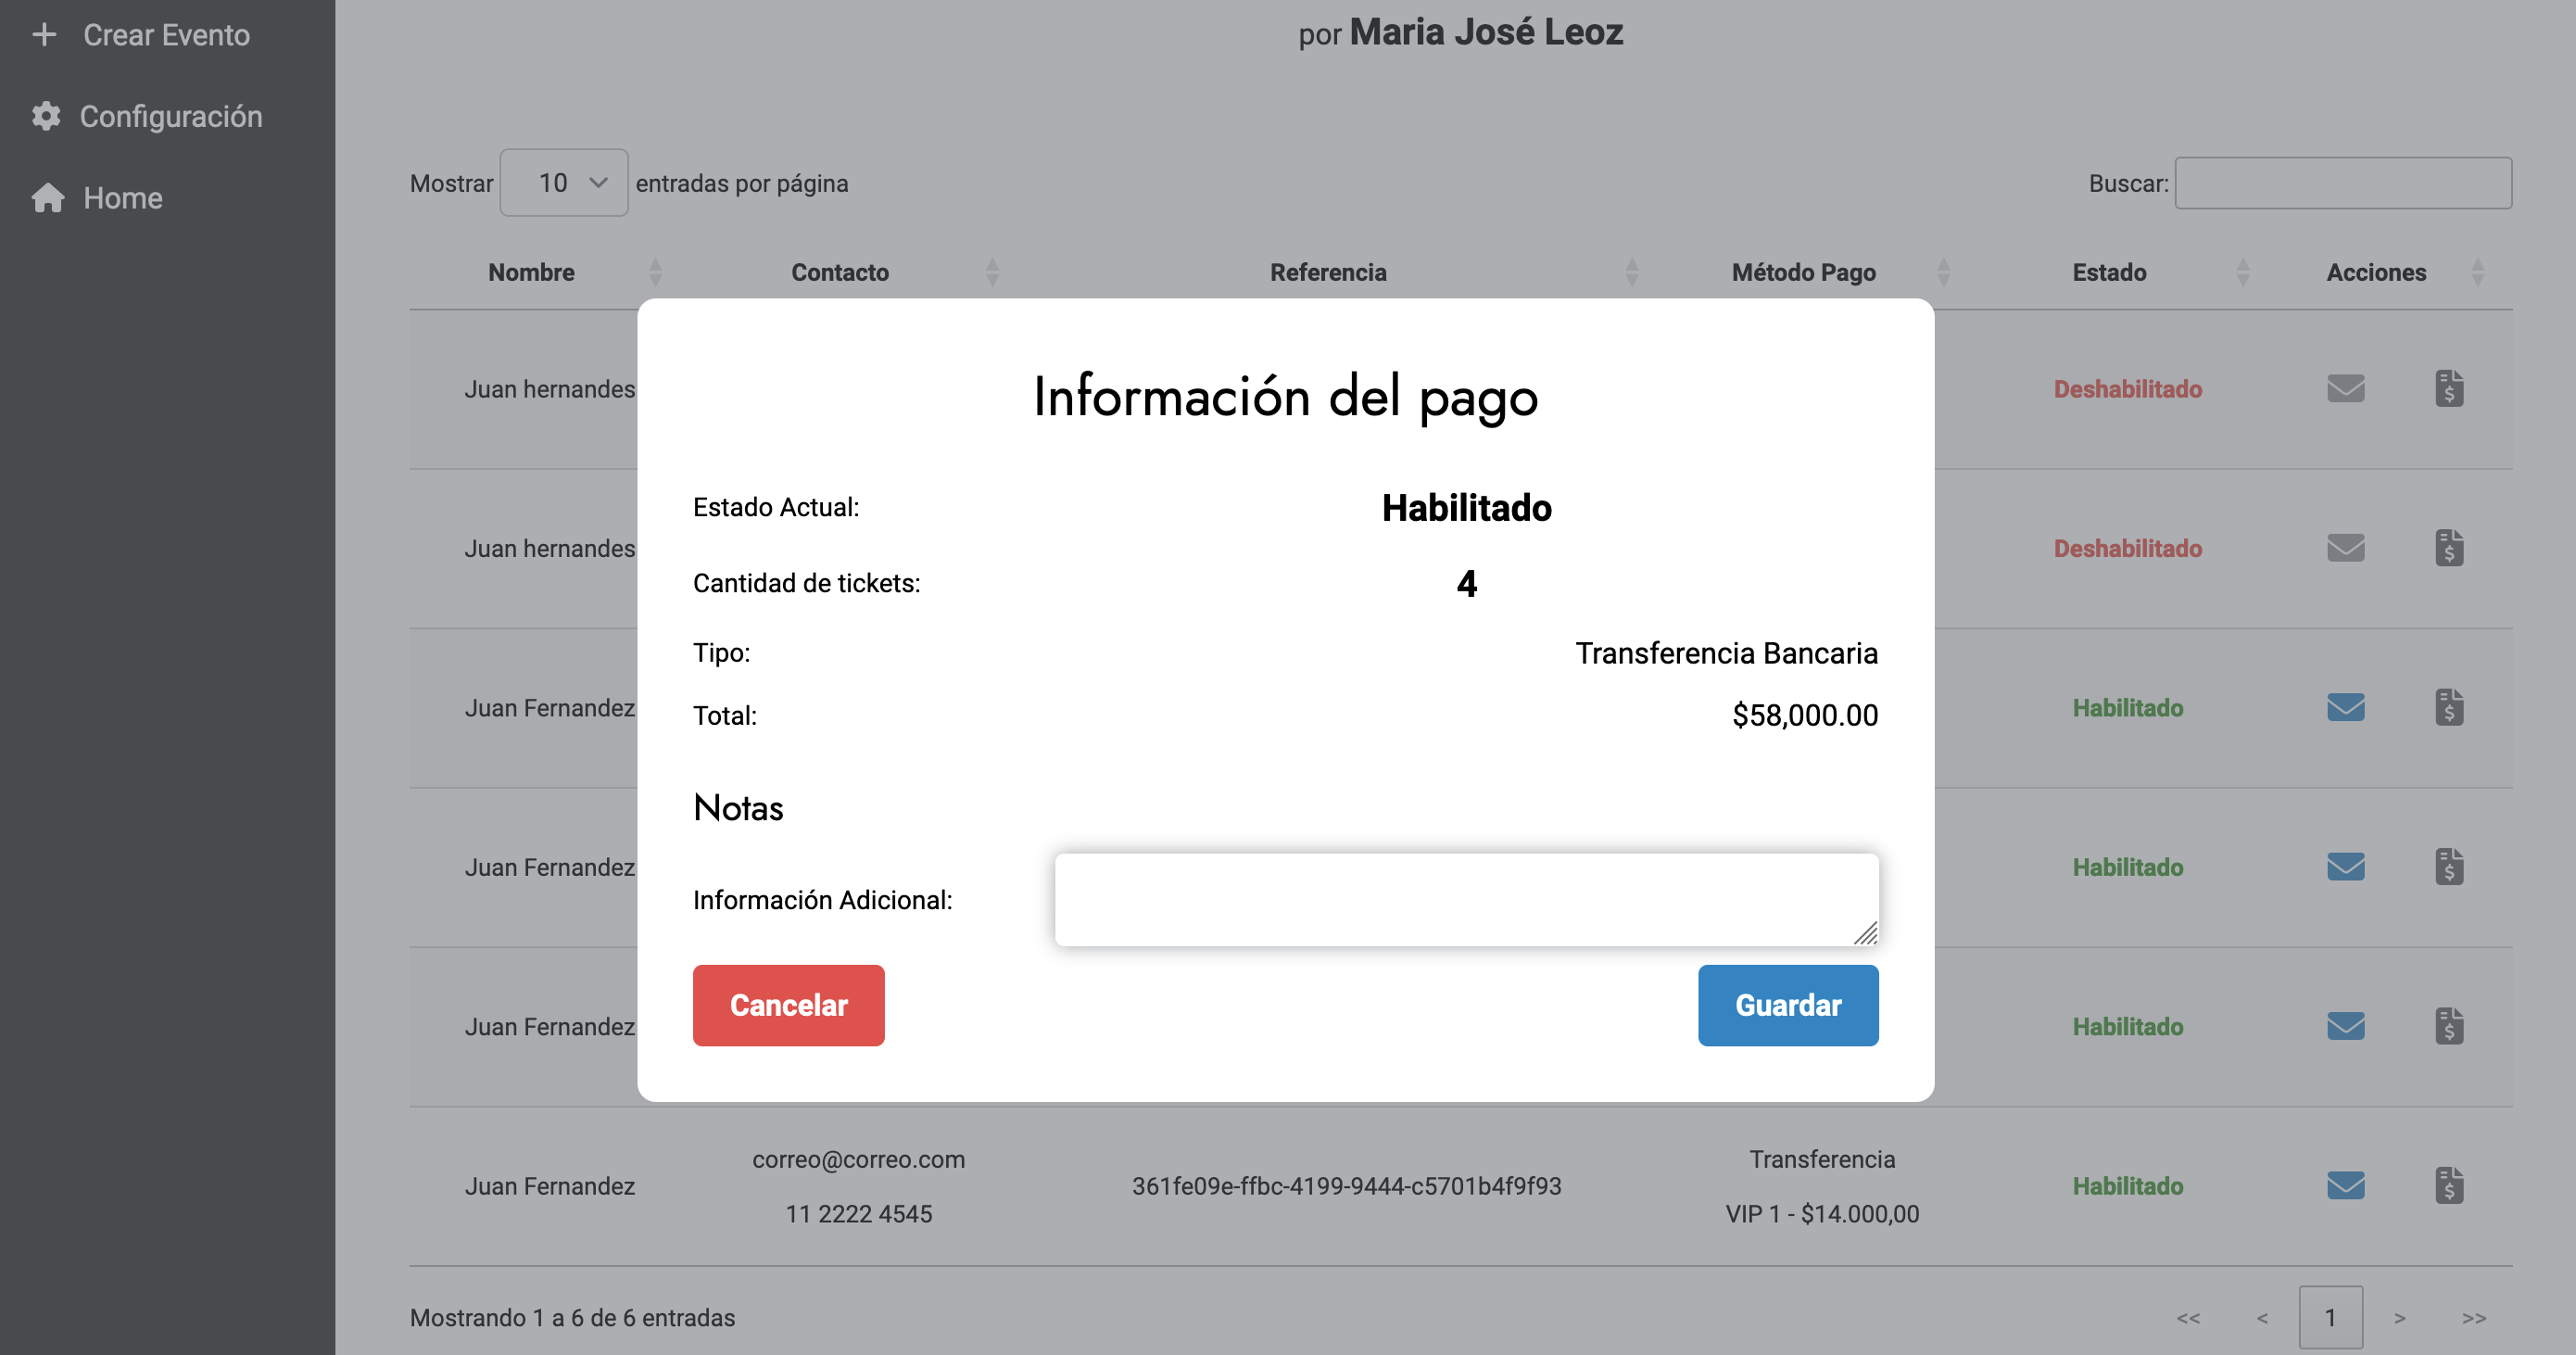 Crear Evento
Configuración
Home
por Maria José Leoz
Mostrar 10 entradas por página
Buscar:
Nombre Contacto Referencia Método Pago Estado Acciones
Juan hernandes Deshabilitado
Juan hernandes Deshabilitado
Juan Fernandez Habilitado
Juan Fernandez Habilitado
Juan Fernandez Habilitado
Información del pago
Estado Actual: Habilitado
Cantidad de tickets: 4
Tipo: Transferencia Bancaria
Total: $58,000.00
Notas
Información Adicional:
Cancelar Guardar
correo@correo.com Transferencia
Juan Fernandez 361fe09e-ffbc-4199-9444-c5701b4f9f93 Habilitado
11 2222 4545 VIP 1 - $14.000,00
Mostrando 1 a 6 de 6 entradas
<< < 1 > >>